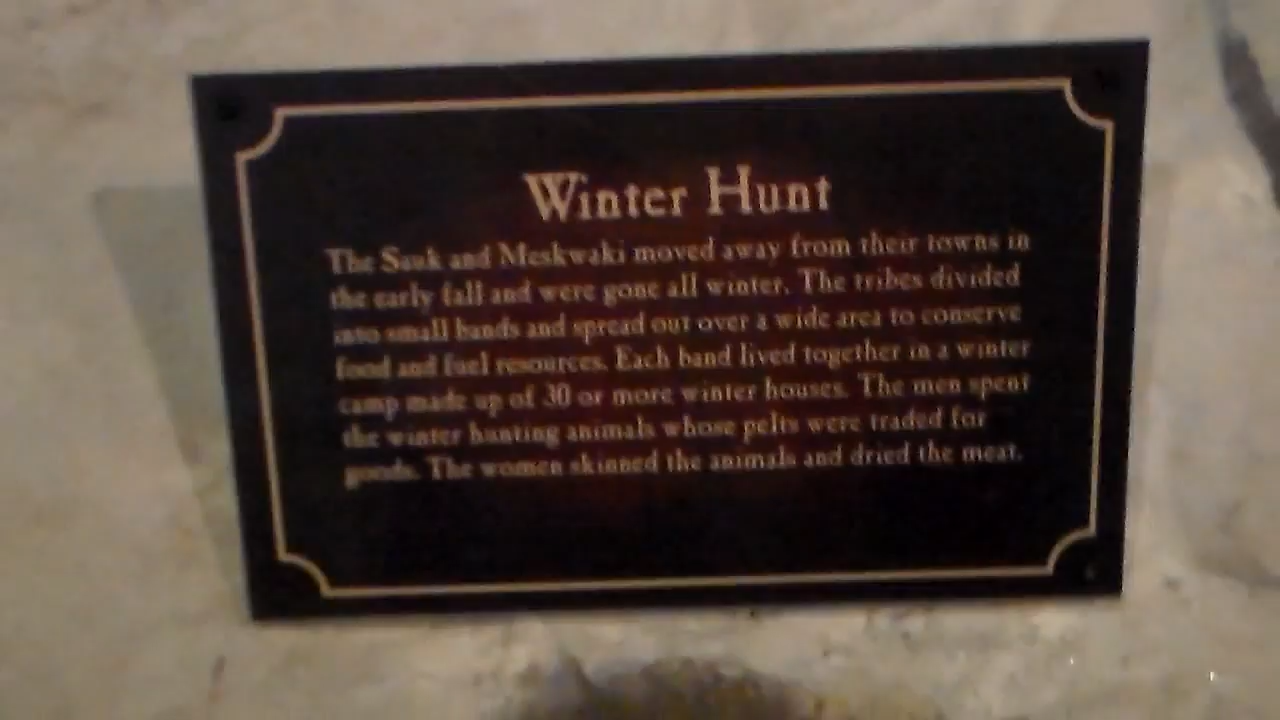 Winter Hunt
The Sauk and Meskwaki moved away from their towns in
the early fall and were gone all winter. The tribes divided
into small bands and spread out over a wide area to conserve
food and fuel resources. Each band lived together in a winter
camp made up of 30 or more winter houses. The men spent
the winter hunting animals whose pelts were traded for
goods. The women skinned the animals and dried the meat.